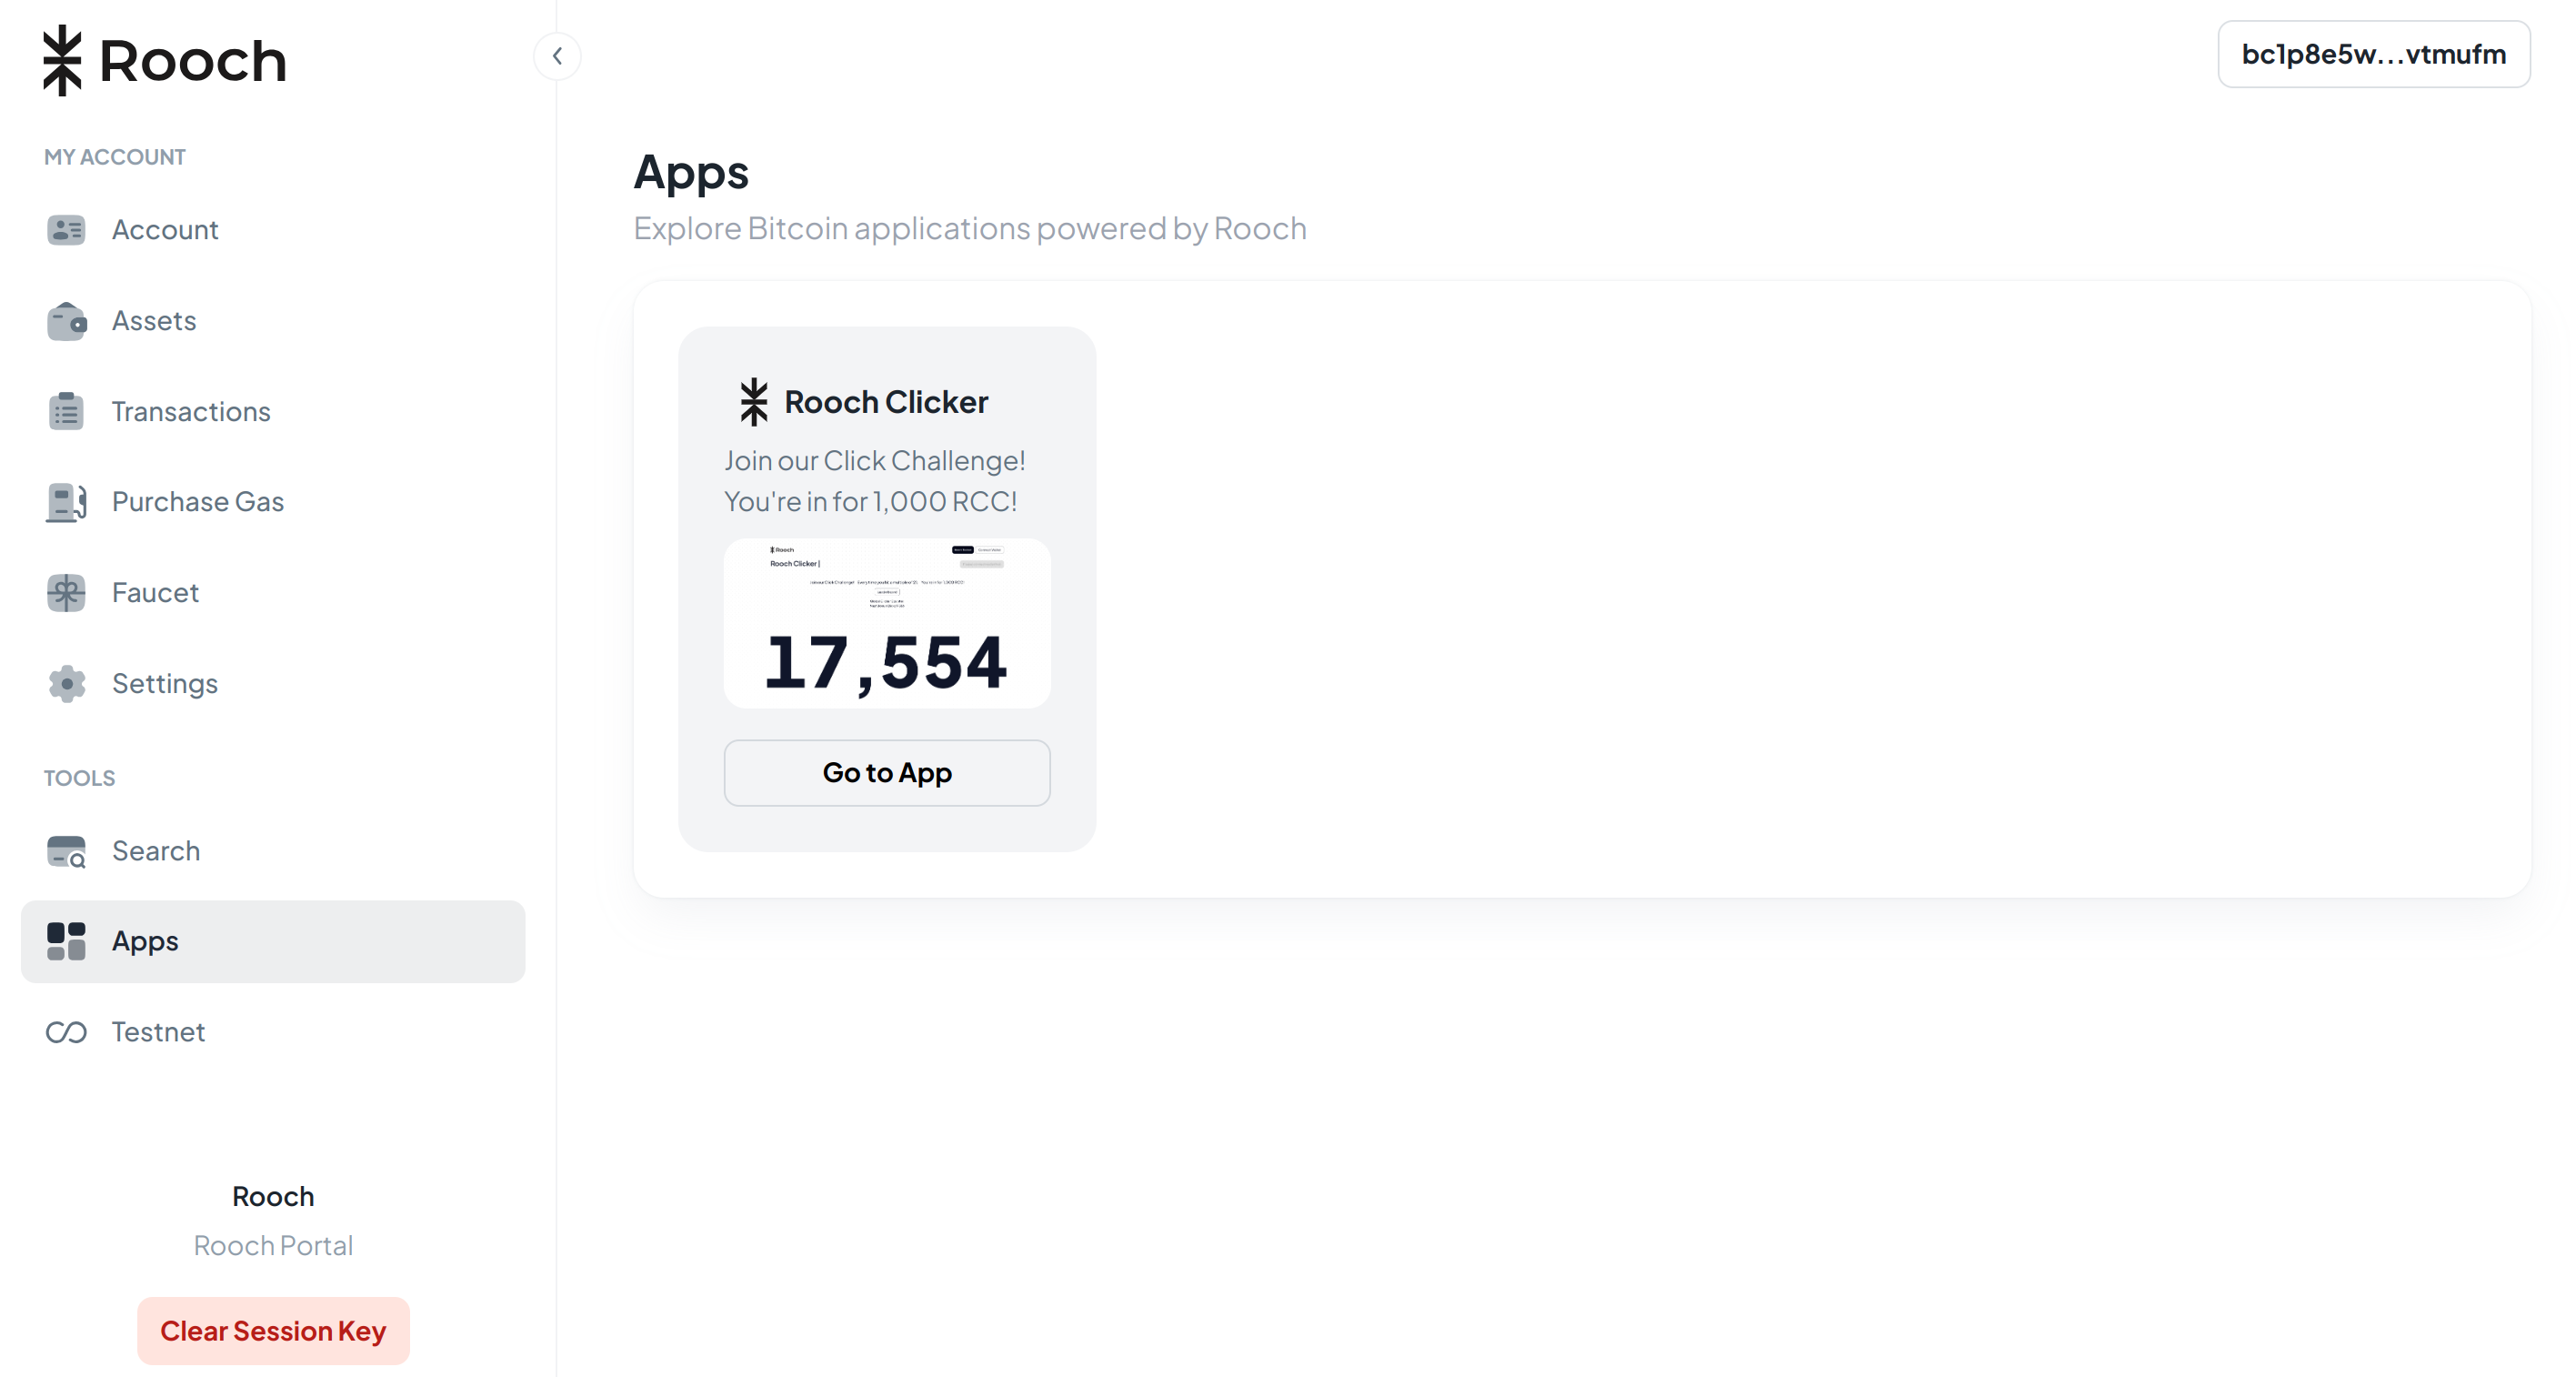 Rooch
MY ACCOUNT
Account
Assets
Transactions
Purchase Gas
Faucet
Settings
TOOLS
Search
Apps
Testnet
Rooch
Rooch Portal
Clear Session Key
bc1p8e5w...vtmufm
Apps
Explore Bitcoin applications powered by Rooch
Rooch Clicker
Join our Click Challenge!
You're in for 1,000 RCC!
Rooch
Rooch Clicker |
17,554
Go to App